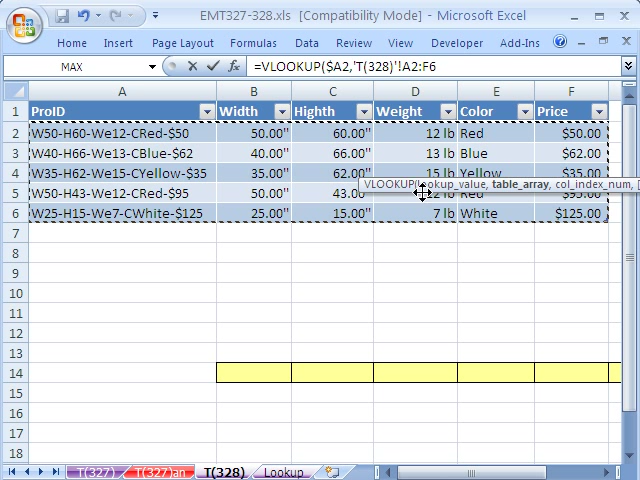 EMT327-328.xls [Compatibility Mode] - Microsoft Excel
Home Insert Page Layout Formulas Data Review View Developer Add-Ins
MAX =VLOOKUP($A2,'T(328)'!A2:F6
A B C D E F
1 ProID Width Highth Weight Color Price
2 W50-H60-We12-CRed-$50 50.00" 60.00" 12 lb Red $50.00
3 W40-H66-We13-CBlue-$62 40.00" 66.00" 13 lb Blue $62.00
4 W35-H62-We15-CYellow-$35 35.00" 62.00" 15 lb Yellow $35.00
VLOOKUP(lookup_value, table_array, col_index_num, [
5 W50-H43-We12-CRed-$95 50.00" 43.00 12 lb Red $95.00
6 W25-H15-We7-CWhite-$125 25.00" 15.00" 7 lb White $125.00
7
8
9
10
11
12
13
14
15
16
17
18
T(327) T(327)an T(328) Lookup